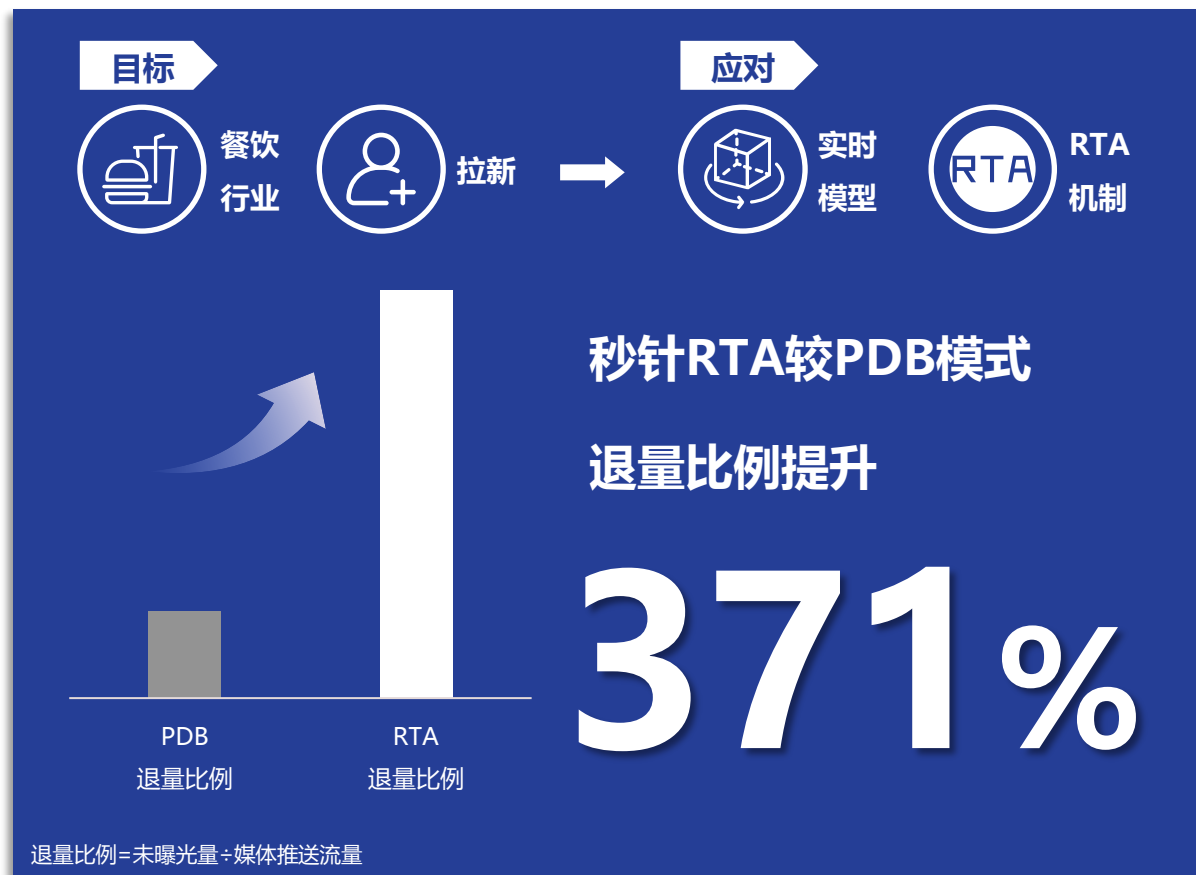 目标
应对
餐饮
行业
拉新
实时
模型
RTA
RTA
机制
秒针RTA较PDB模式
退量比例提升
371%
PDB
退量比例
RTA
退量比例
退量比例=未曝光量÷媒体推送流量